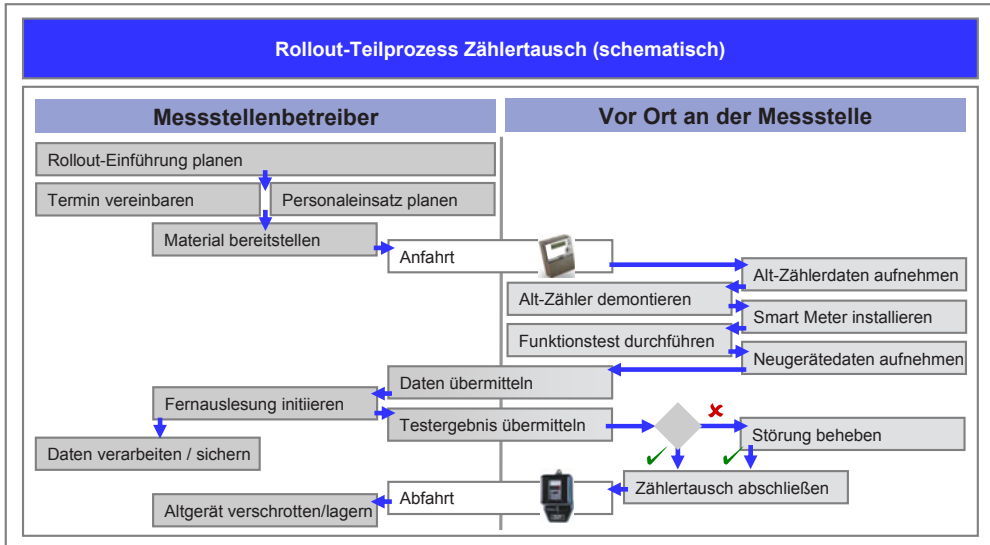 Rollout-Teilprozess Zählertausch (schematisch)
Messstellenbetreiber
Vor Ort an der Messstelle
Rollout-Einführung planen
Termin vereinbaren
Personaleinsatz planen
Material bereitstellen
Anfahrt
Alt-Zählerdaten aufnehmen
Alt-Zähler demontieren
Smart Meter installieren
Funktionstest durchführen
Neugerätedaten aufnehmen
Daten übermitteln
Fernauslesung initiieren
Testergebnis übermitteln
Störung beheben
Daten verarbeiten / sichern
Zählertausch abschließen
Abfahrt
Altgerät verschrotten/lagern